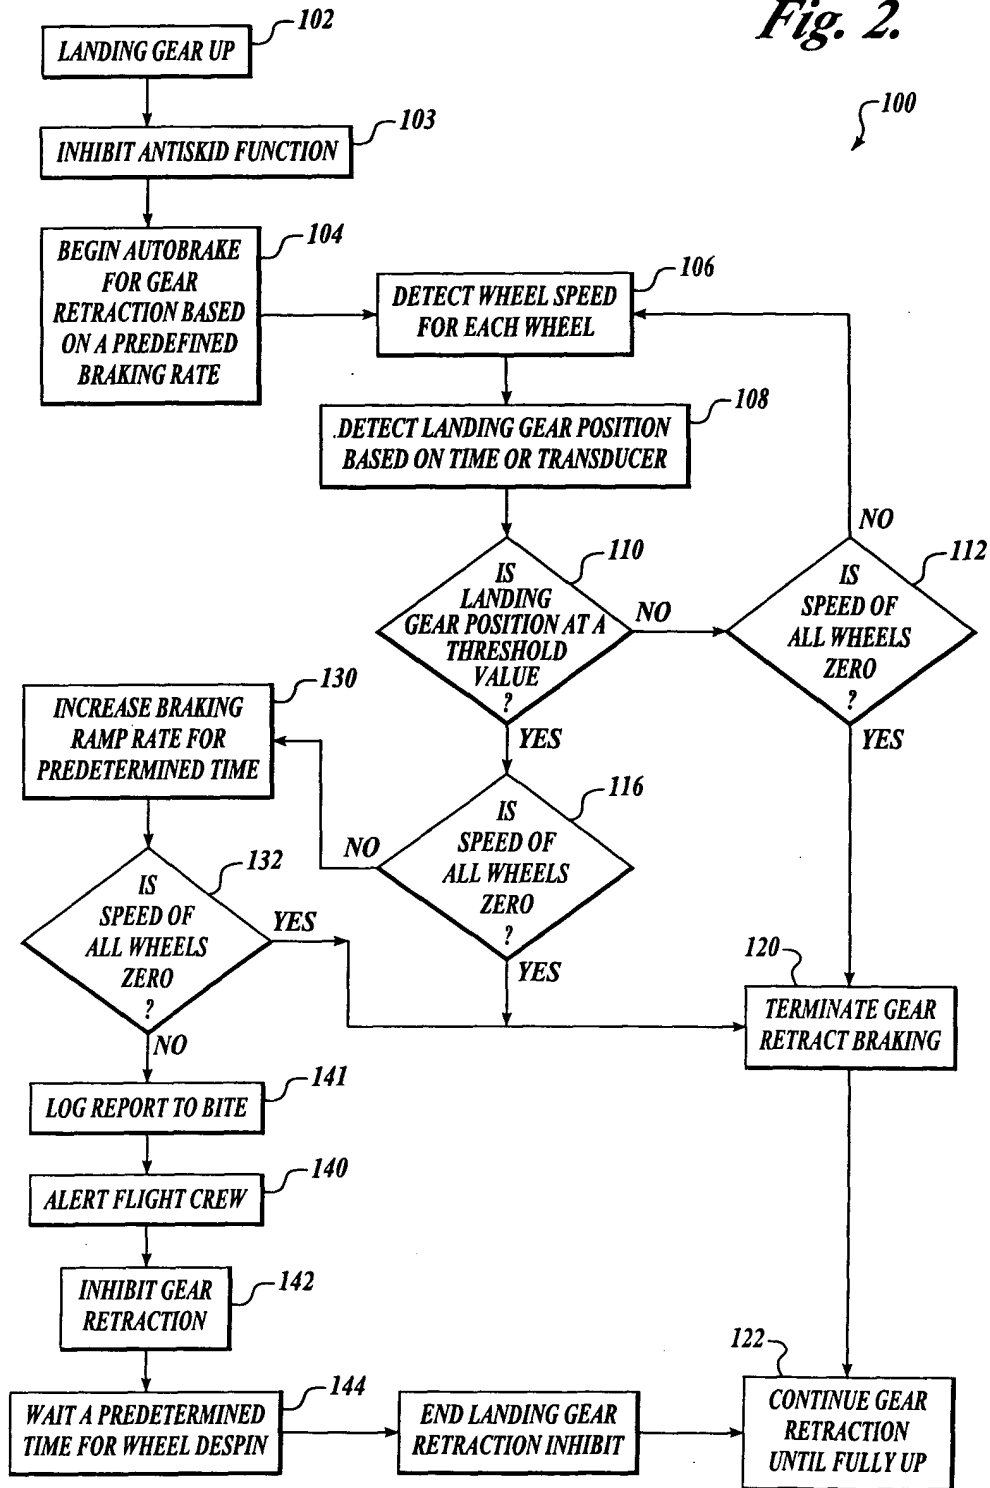 Fig. 2.
100
102
LANDING GEAR UP
103
INHIBIT ANTISKID FUNCTION
104
BEGIN AUTOBRAKE
FOR GEAR
RETRACTION BASED
ON A PREDEFINED
BRAKING RATE
106
DETECT WHEEL SPEED
FOR EACH WHEEL
108
DETECT LANDING GEAR POSITION
BASED ON TIME OR TRANSDUCER
110
IS
LANDING
GEAR POSITION AT A
THRESHOLD
VALUE
?
NO
YES
112
IS
SPEED OF
ALL WHEELS
ZERO
?
NO
YES
116
IS
SPEED OF
ALL WHEELS
ZERO
?
NO
YES
130
INCREASE BRAKING
RAMP RATE FOR
PREDETERMINED TIME
132
IS
SPEED OF
ALL WHEELS
ZERO
?
YES
NO
120
TERMINATE GEAR
RETRACT BRAKING
141
LOG REPORT TO BITE
140
ALERT FLIGHT CREW
142
INHIBIT GEAR
RETRACTION
144
WAIT A PREDETERMINED
TIME FOR WHEEL DESPIN
END LANDING GEAR
RETRACTION INHIBIT
122
CONTINUE GEAR
RETRACTION
UNTIL FULLY UP